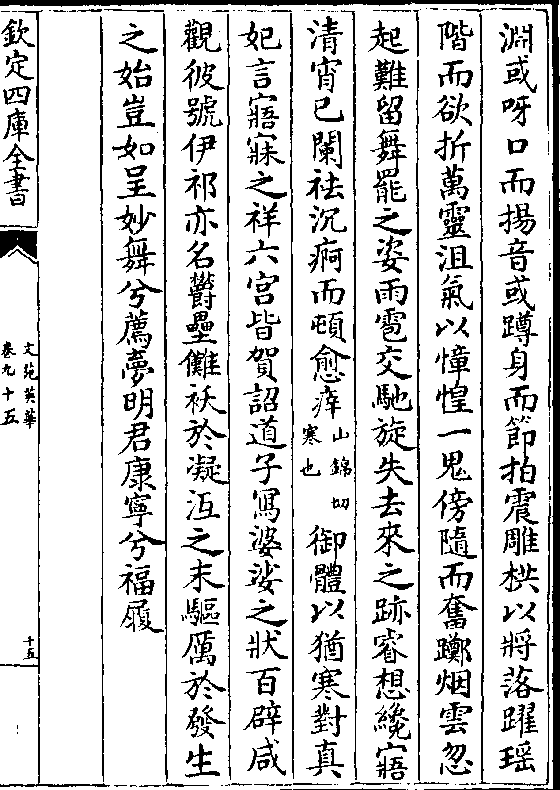 淵或呀口而揚音或蹲身而節拍震雕栱以將落躍瑶
階而欲折萬靈沮氣以憧惶一鬼傍隨而奮躑烟雲忽
起難留舞罷之姿雨雹交馳旋失去來之跡睿想纔寤
清宵已闌祛沉痾而頓愈瘁山錦切寒也御體以猶寒對真
妃言寤寐之祥六宮皆賀詔道子寫婆娑之狀百辟咸
觀彼號伊祁亦名鬱壘儺袄於凝沍之末驅厲於發生
之始豈如呈妙舞兮薦夢明君康寧兮福履
欽定四庫全書
文苑英華
卷九十五
十五